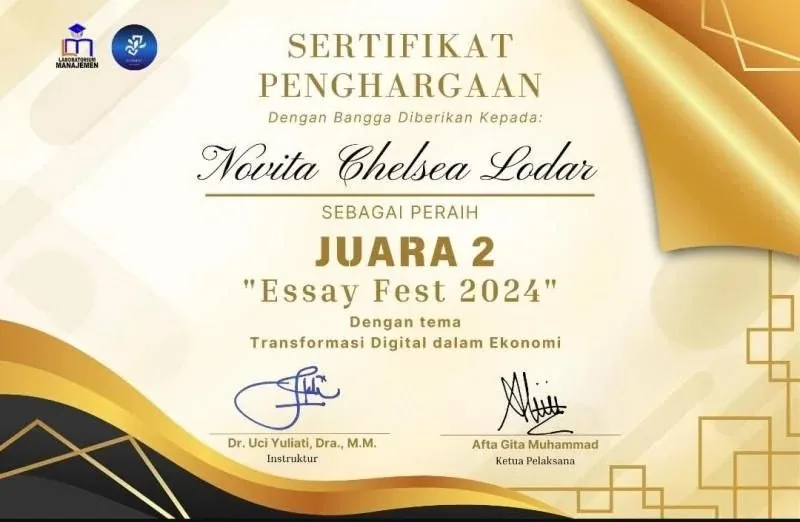 LABORATORIUM
MANAJEMEN
SERTIFIKAT
PENGHARGAAN
Dengan Bangga Diberikan Kepada:
Novita Chelsea Lodar
SEBAGAI PERAIH
JUARA 2
"Essay Fest 2024"
Dengan tema
Transformasi Digital dalam Ekonomi
Dr. Uci Yuliati, Dra., M.M.
Instruktur
Afta Gita Muhammad
Ketua Pelaksana